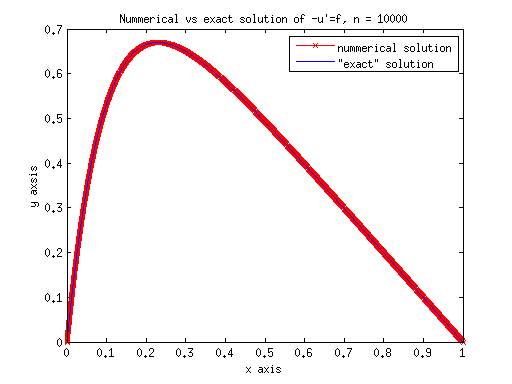 Nummerical vs exact solution of -u'=f, n = 10000
nummerical solution
"exact" solution
y axsis
0.7
0.6
0.5
0.4
0.3
0.2
0.1
0
0 0.1 0.2 0.3 0.4 0.5 0.6 0.7 0.8 0.9 1
x axis